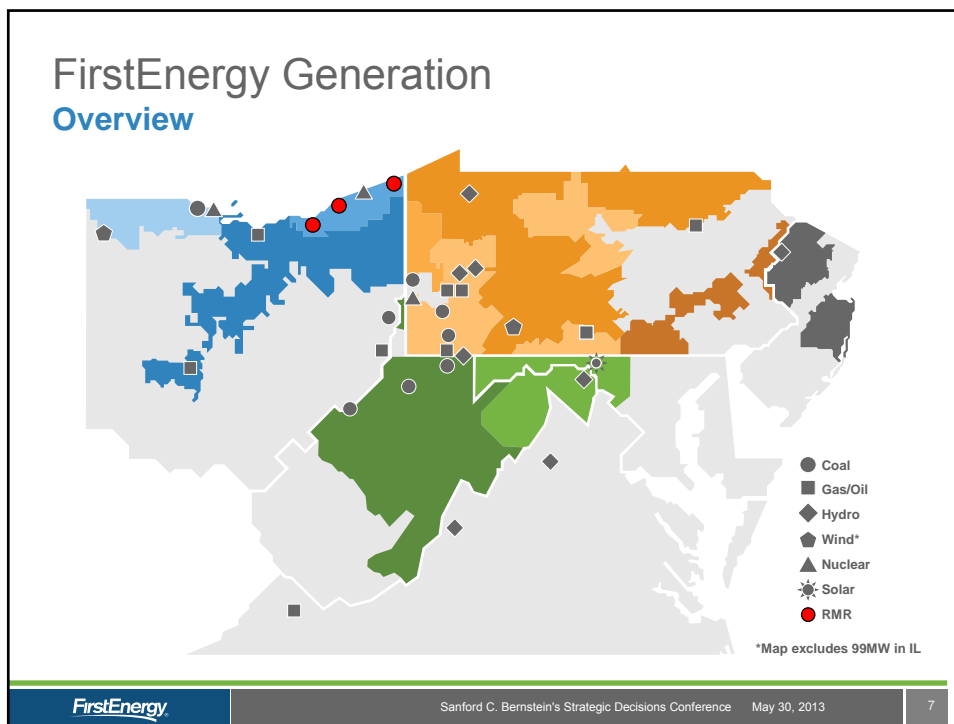 FirstEnergy Generation
Overview
Coal
Gas/Oil
Hydro
Wind*
Nuclear
Solar
RMR
*Map excludes 99MW in IL
FirstEnergy®
Sanford C. Bernstein's Strategic Decisions Conference May 30, 2013 7